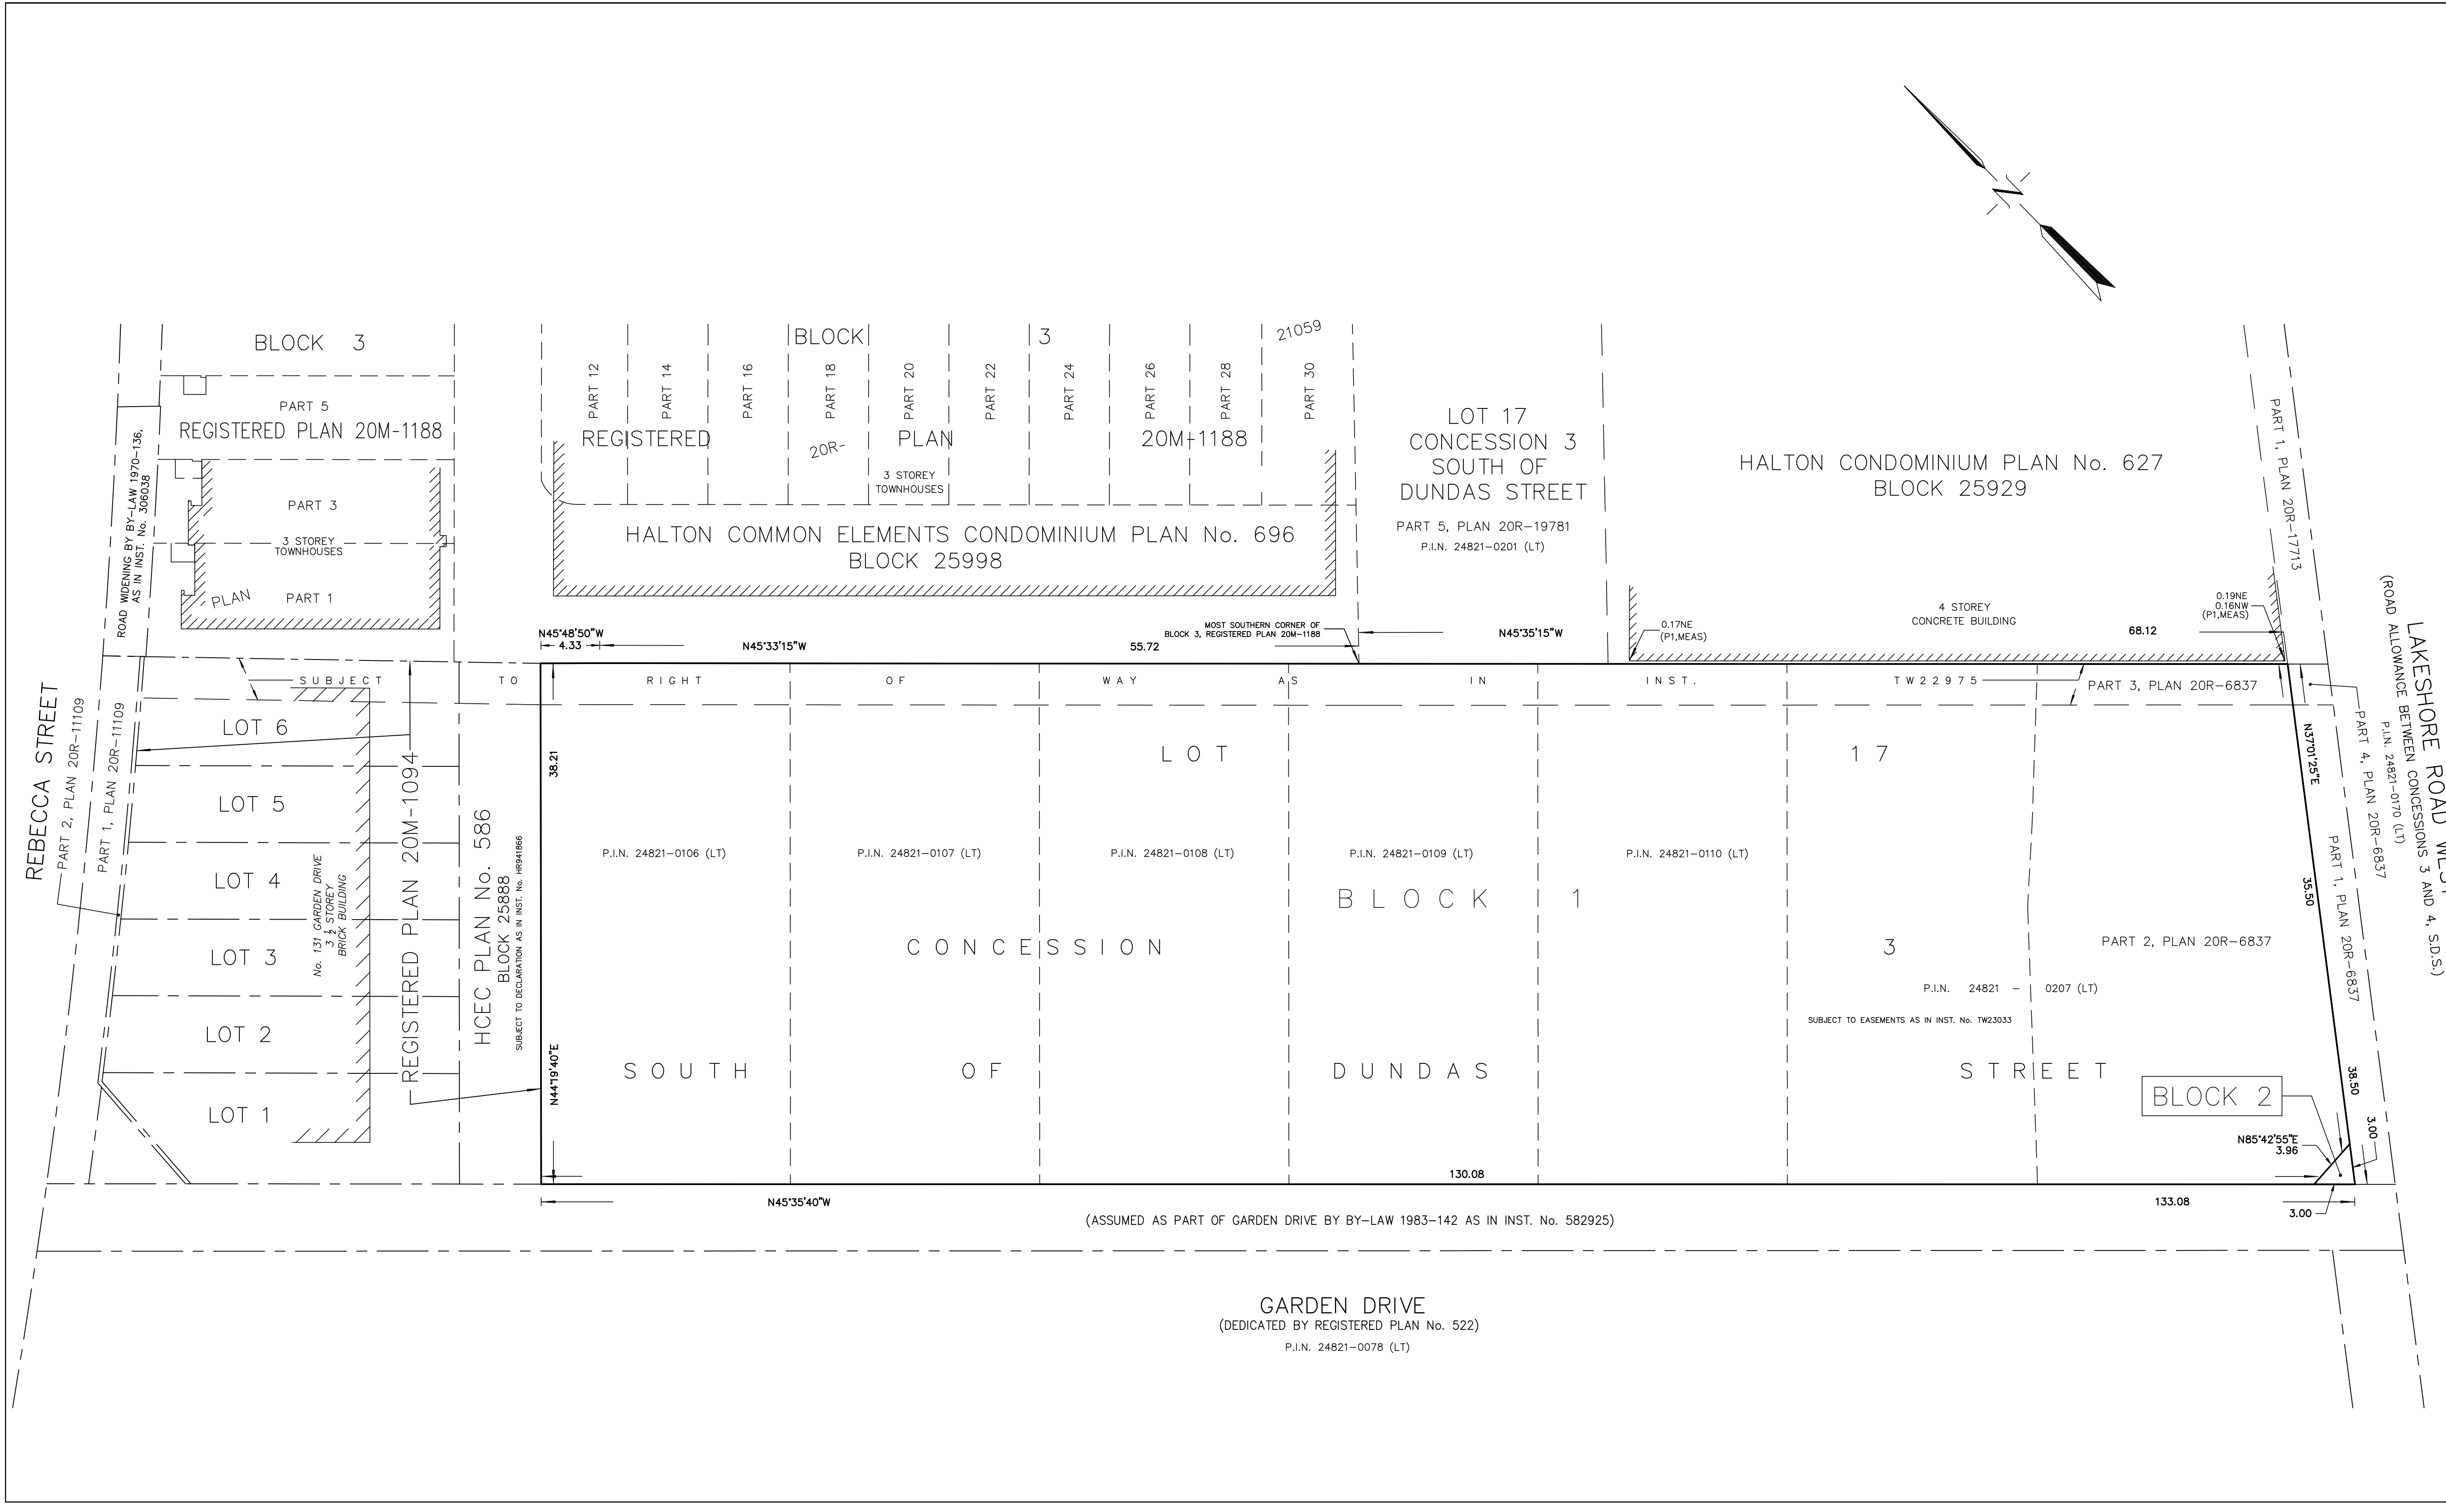 BLOCK 3
PART 5
REGISTERED PLAN 20M-1188
PART 3
3 STOREY
TOWNHOUSES
PLAN
PART 1
ROAD WIDENING BY BY-LAW 1970-136,
AS IN INST. No. 306038
BLOCK 3
21059
PART 12
PART 14
PART 16
PART 18
PART 20
PART 22
PART 24
PART 26
PART 28
PART 30
REGISTERED PLAN 20M-1188
20R-
3 STOREY
TOWNHOUSES
HALTON COMMON ELEMENTS CONDOMINIUM PLAN No. 696
BLOCK 25998
LOT 17
CONCESSION 3
SOUTH OF
DUNDAS STREET
PART 5, PLAN 20R-19781
P.I.N. 24821-0201 (LT)
N
HALTON CONDOMINIUM PLAN No. 627
BLOCK 25929
4 STOREY
CONCRETE BUILDING
0.17NE
(P1,MEAS)
0.19NE
0.16NW
(P1,MEAS)
PART 1, PLAN 20R-17713
N45°48'50"W
4.33
N45°33'15"W
55.72
MOST SOUTHERN CORNER OF
BLOCK 3, REGISTERED PLAN 20M-1188
N45°35'15"W
68.12
SUBJECT TO RIGHT OF WAY AS IN INST. TW22975
PART 3, PLAN 20R-6837
REBECCA STREET
PART 2, PLAN 20R-11109
PART 1, PLAN 20R-11109
LOT 6
LOT 5
LOT 4
LOT 3
LOT 2
LOT 1
No. 131 GARDEN DRIVE
3 1/2 STOREY
BRICK BUILDING
REGISTERED PLAN 20M-1094
HCEC PLAN No. 586
BLOCK 25888
SUBJECT TO DECLARATION AS IN INST. No. HR941866
38.21
N44°19'40"E
LOT 17
P.I.N. 24821-0106 (LT)
P.I.N. 24821-0107 (LT)
P.I.N. 24821-0108 (LT)
P.I.N. 24821-0109 (LT)
P.I.N. 24821-0110 (LT)
BLOCK 1
CONCESSION 3
PART 2, PLAN 20R-6837
P.I.N. 24821 - 0207 (LT)
SUBJECT TO EASEMENTS AS IN INST. No. TW23033
SOUTH OF DUNDAS STREET
BLOCK 2
N85°42'55"E
3.96
N37°01'25"E
35.50
38.50
3.00
PART 4, PLAN 20R-6837
PART 1, PLAN 20R-6837
LAKESHORE ROAD WEST
(ROAD ALLOWANCE BETWEEN CONCESSIONS 3 AND 4, S.D.S.)
P.I.N. 24821-0170 (LT)
130.08
N45°35'40"W
133.08
3.00
(ASSUMED AS PART OF GARDEN DRIVE BY BY-LAW 1983-142 AS IN INST. No. 582925)
GARDEN DRIVE
(DEDICATED BY REGISTERED PLAN No. 522)
P.I.N. 24821-0078 (LT)